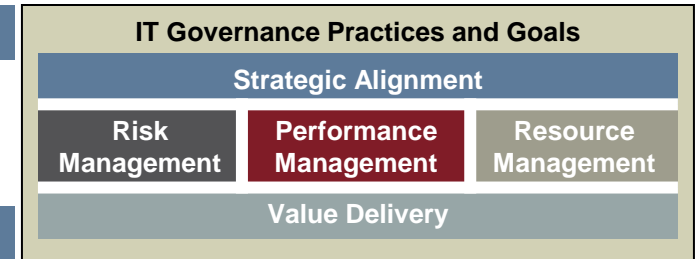 IT Governance Practices and Goals
Strategic Alignment
Risk
Management
Performance
Management
Resource
Management
Value Delivery